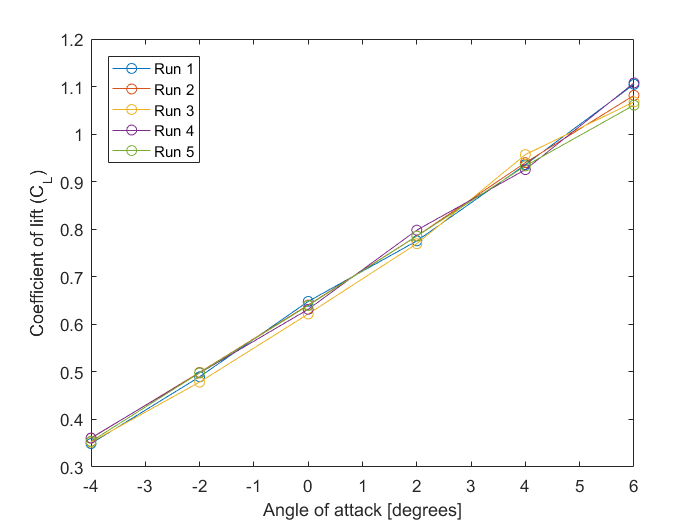 1.2
1.1
1
0.9
0.8
0.7
0.6
0.5
0.4
0.3
Coefficient of lift (C_L)
Run 1
Run 2
Run 3
Run 4
Run 5
-4 -3 -2 -1 0 1 2 3 4 5 6
Angle of attack [degrees]